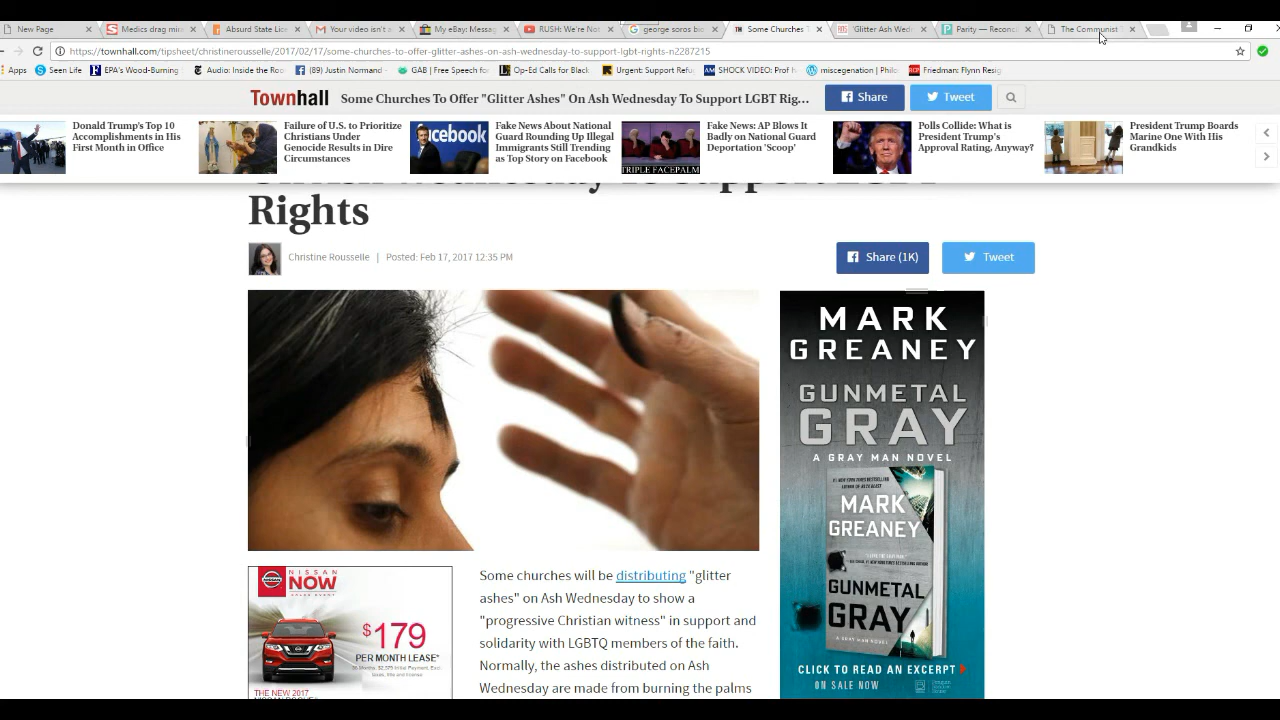 New Page
Medics drag mir
Absurd State Lic
Your video isn't a
My eBay: Messag
RUSH: We're Not
george soros bio
Some Churches T
'Glitter Ash Wed
Parity — Reconci
The Communist T
https://townhall.com/tipsheet/christinerousselle/2017/02/17/some-churches-to-offer-glitter-ashes-on-ash-wednesday-to-support-lgbt-rights-n2287215
Apps
Seen Life
EPA's Wood-Burning
Audio: Inside the Roo
(89) Justin Normand -
GAB | Free Speech for
Op-Ed Calls for Black
Urgent: Support Refu
SHOCK VIDEO: Prof H
miscegenation | Philo
Friedman: Flynn Resig
Townhall
Some Churches To Offer "Glitter Ashes" On Ash Wednesday To Support LGBT Rig...
Share
Tweet
Donald Trump's Top 10
Accomplishments in His
First Month in Office
Failure of U.S. to Prioritize
Christians Under
Genocide Results in Dire
Circumstances
acebook
Fake News About National
Guard Rounding Up Illegal
Immigrants Still Trending
as Top Story on Facebook
TRIPLE FACEPALM
Fake News: AP Blows It
Badly on National Guard
Deportation 'Scoop'
Polls Collide: What is
President Trump's
Approval Rating, Anyway?
President Trump Boards
Marine One With His
Grandkids
Rights
Christine Rousselle | Posted: Feb 17, 2017 12:35 PM
Share (1K)
Tweet
MARK
GREANEY
GUNMETAL
GRAY
A GRAY MAN NOVEL
MARK
GREANEY
GUNMETAL
GRAY
A GRAY MAN NOVEL
CLICK TO READ AN EXCERPT
ON SALE NOW
NISSAN
NISSAN
NOW
SALES EVENT
$179
PER MONTH LEASE*
THE NEW 2017
Some churches will be distributing "glitter
ashes" on Ash Wednesday to show a
"progressive Christian witness" in support and
solidarity with LGBTQ members of the faith.
Normally, the ashes distributed on Ash
Wednesday are made from burning the palms